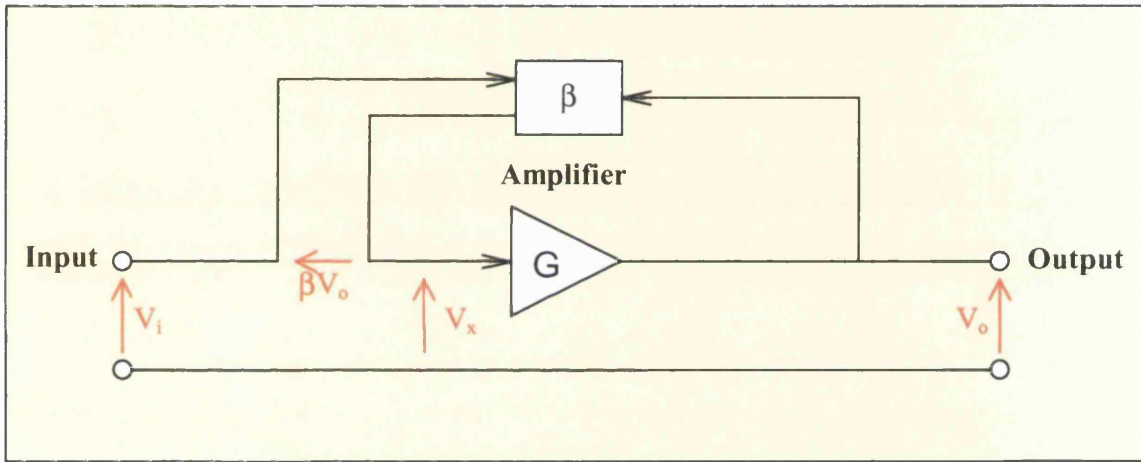 β
Amplifier
Input
G
Output
βVₒ
Vᵢ
Vₓ
Vₒ